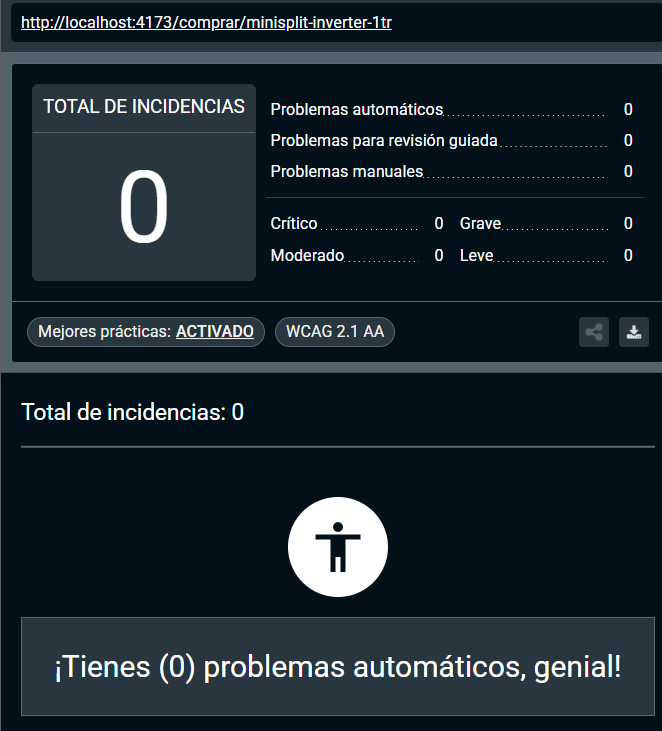 http://localhost:4173/comprar/minisplit-inverter-1tr
TOTAL DE INCIDENCIAS
0
Problemas automáticos 0
Problemas para revisión guiada 0
Problemas manuales 0
Crítico 0 Grave 0
Moderado 0 Leve 0
Mejores prácticas: ACTIVADO WCAG 2.1 AA
Total de incidencias: 0
¡Tienes (0) problemas automáticos, genial!